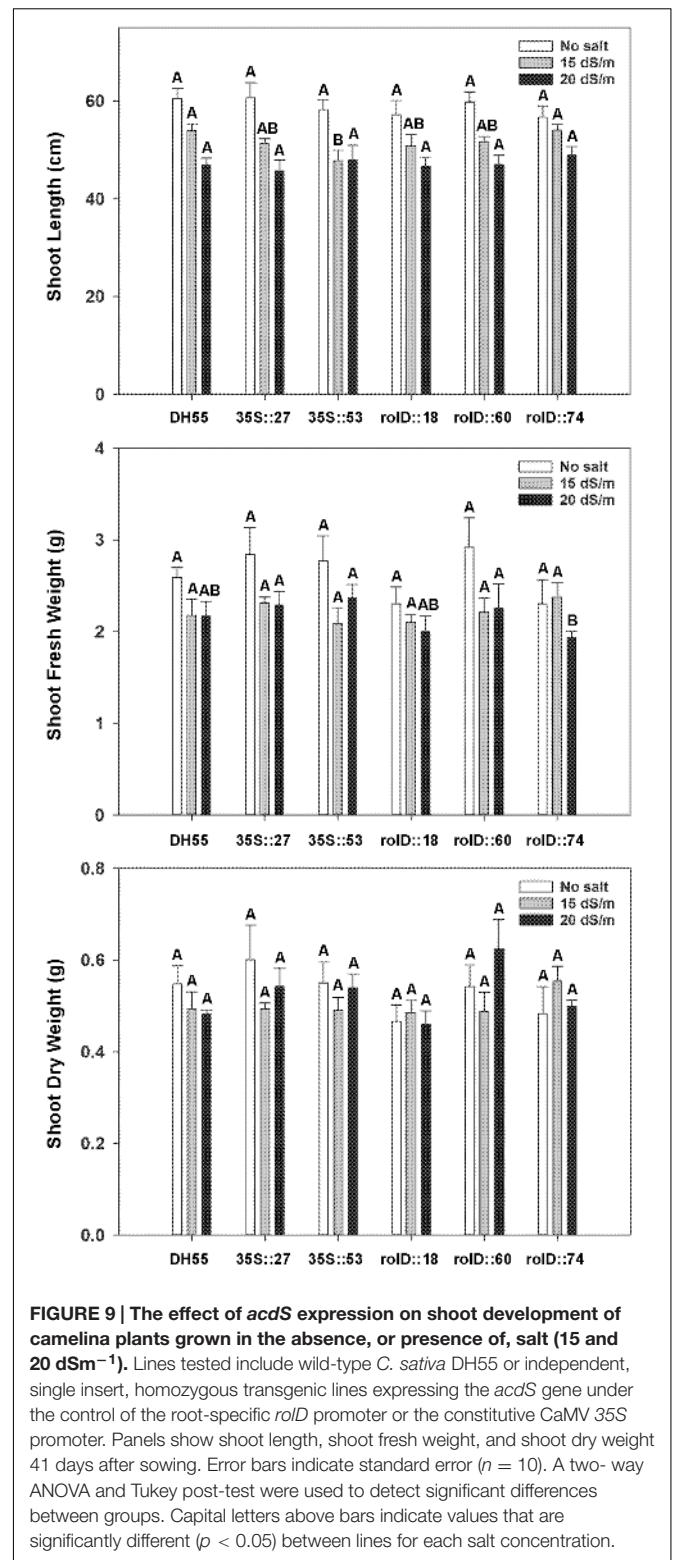 No salt
15 dS/m
20 dS/m
A A A A AB A A B A A AB A A AB A A A A
Shoot Length (cm)
60
40
20
0
DH55 35S::27 35S::53 rolD::18 rolD::60 rolD::74
No salt
15 dS/m
20 dS/m
A A AB A A A A A A A A AB A A A A A B
Shoot Fresh Weight (g)
4
3
2
1
0
DH55 35S::27 35S::53 rolD::18 rolD::60 rolD::74
No salt
15 dS/m
20 dS/m
A A A A A A A A A A A A A A A A A A
Shoot Dry Weight (g)
0.8
0.6
0.4
0.2
0.0
DH55 35S::27 35S::53 rolD::18 rolD::60 rolD::74
FIGURE 9 | The effect of acdS expression on shoot development of
camelina plants grown in the absence, or presence of, salt (15 and
20 dSm−1). Lines tested include wild-type C. sativa DH55 or independent,
single insert, homozygous transgenic lines expressing the acdS gene under
the control of the root-specific rolD promoter or the constitutive CaMV 35S
promoter. Panels show shoot length, shoot fresh weight, and shoot dry weight
41 days after sowing. Error bars indicate standard error (n = 10). A two- way
ANOVA and Tukey post-test were used to detect significant differences
between groups. Capital letters above bars indicate values that are
significantly different (p < 0.05) between lines for each salt concentration.